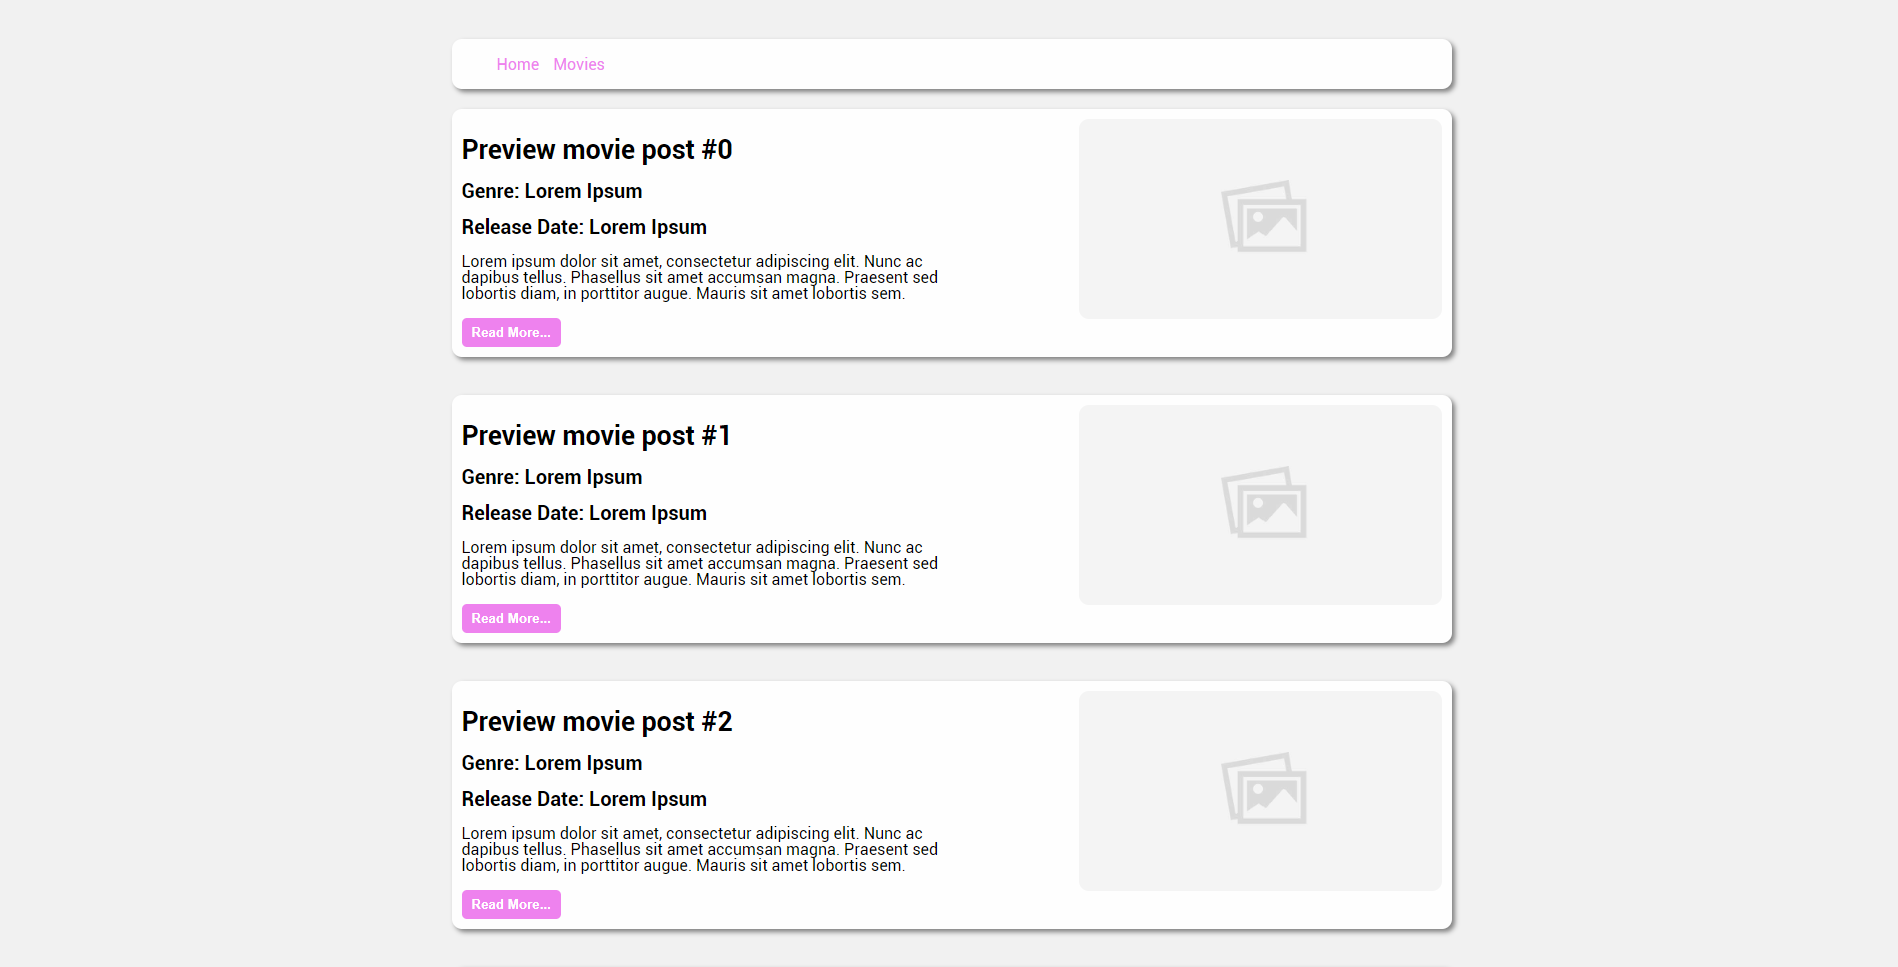 Home Movies
Preview movie post #0
Genre: Lorem Ipsum
Release Date: Lorem Ipsum
Lorem ipsum dolor sit amet, consectetur adipiscing elit. Nunc ac
dapibus tellus. Phasellus sit amet accumsan magna. Praesent sed
lobortis diam, in porttitor augue. Mauris sit amet lobortis sem.
Read More...
Preview movie post #1
Genre: Lorem Ipsum
Release Date: Lorem Ipsum
Lorem ipsum dolor sit amet, consectetur adipiscing elit. Nunc ac
dapibus tellus. Phasellus sit amet accumsan magna. Praesent sed
lobortis diam, in porttitor augue. Mauris sit amet lobortis sem.
Read More...
Preview movie post #2
Genre: Lorem Ipsum
Release Date: Lorem Ipsum
Lorem ipsum dolor sit amet, consectetur adipiscing elit. Nunc ac
dapibus tellus. Phasellus sit amet accumsan magna. Praesent sed
lobortis diam, in porttitor augue. Mauris sit amet lobortis sem.
Read More...